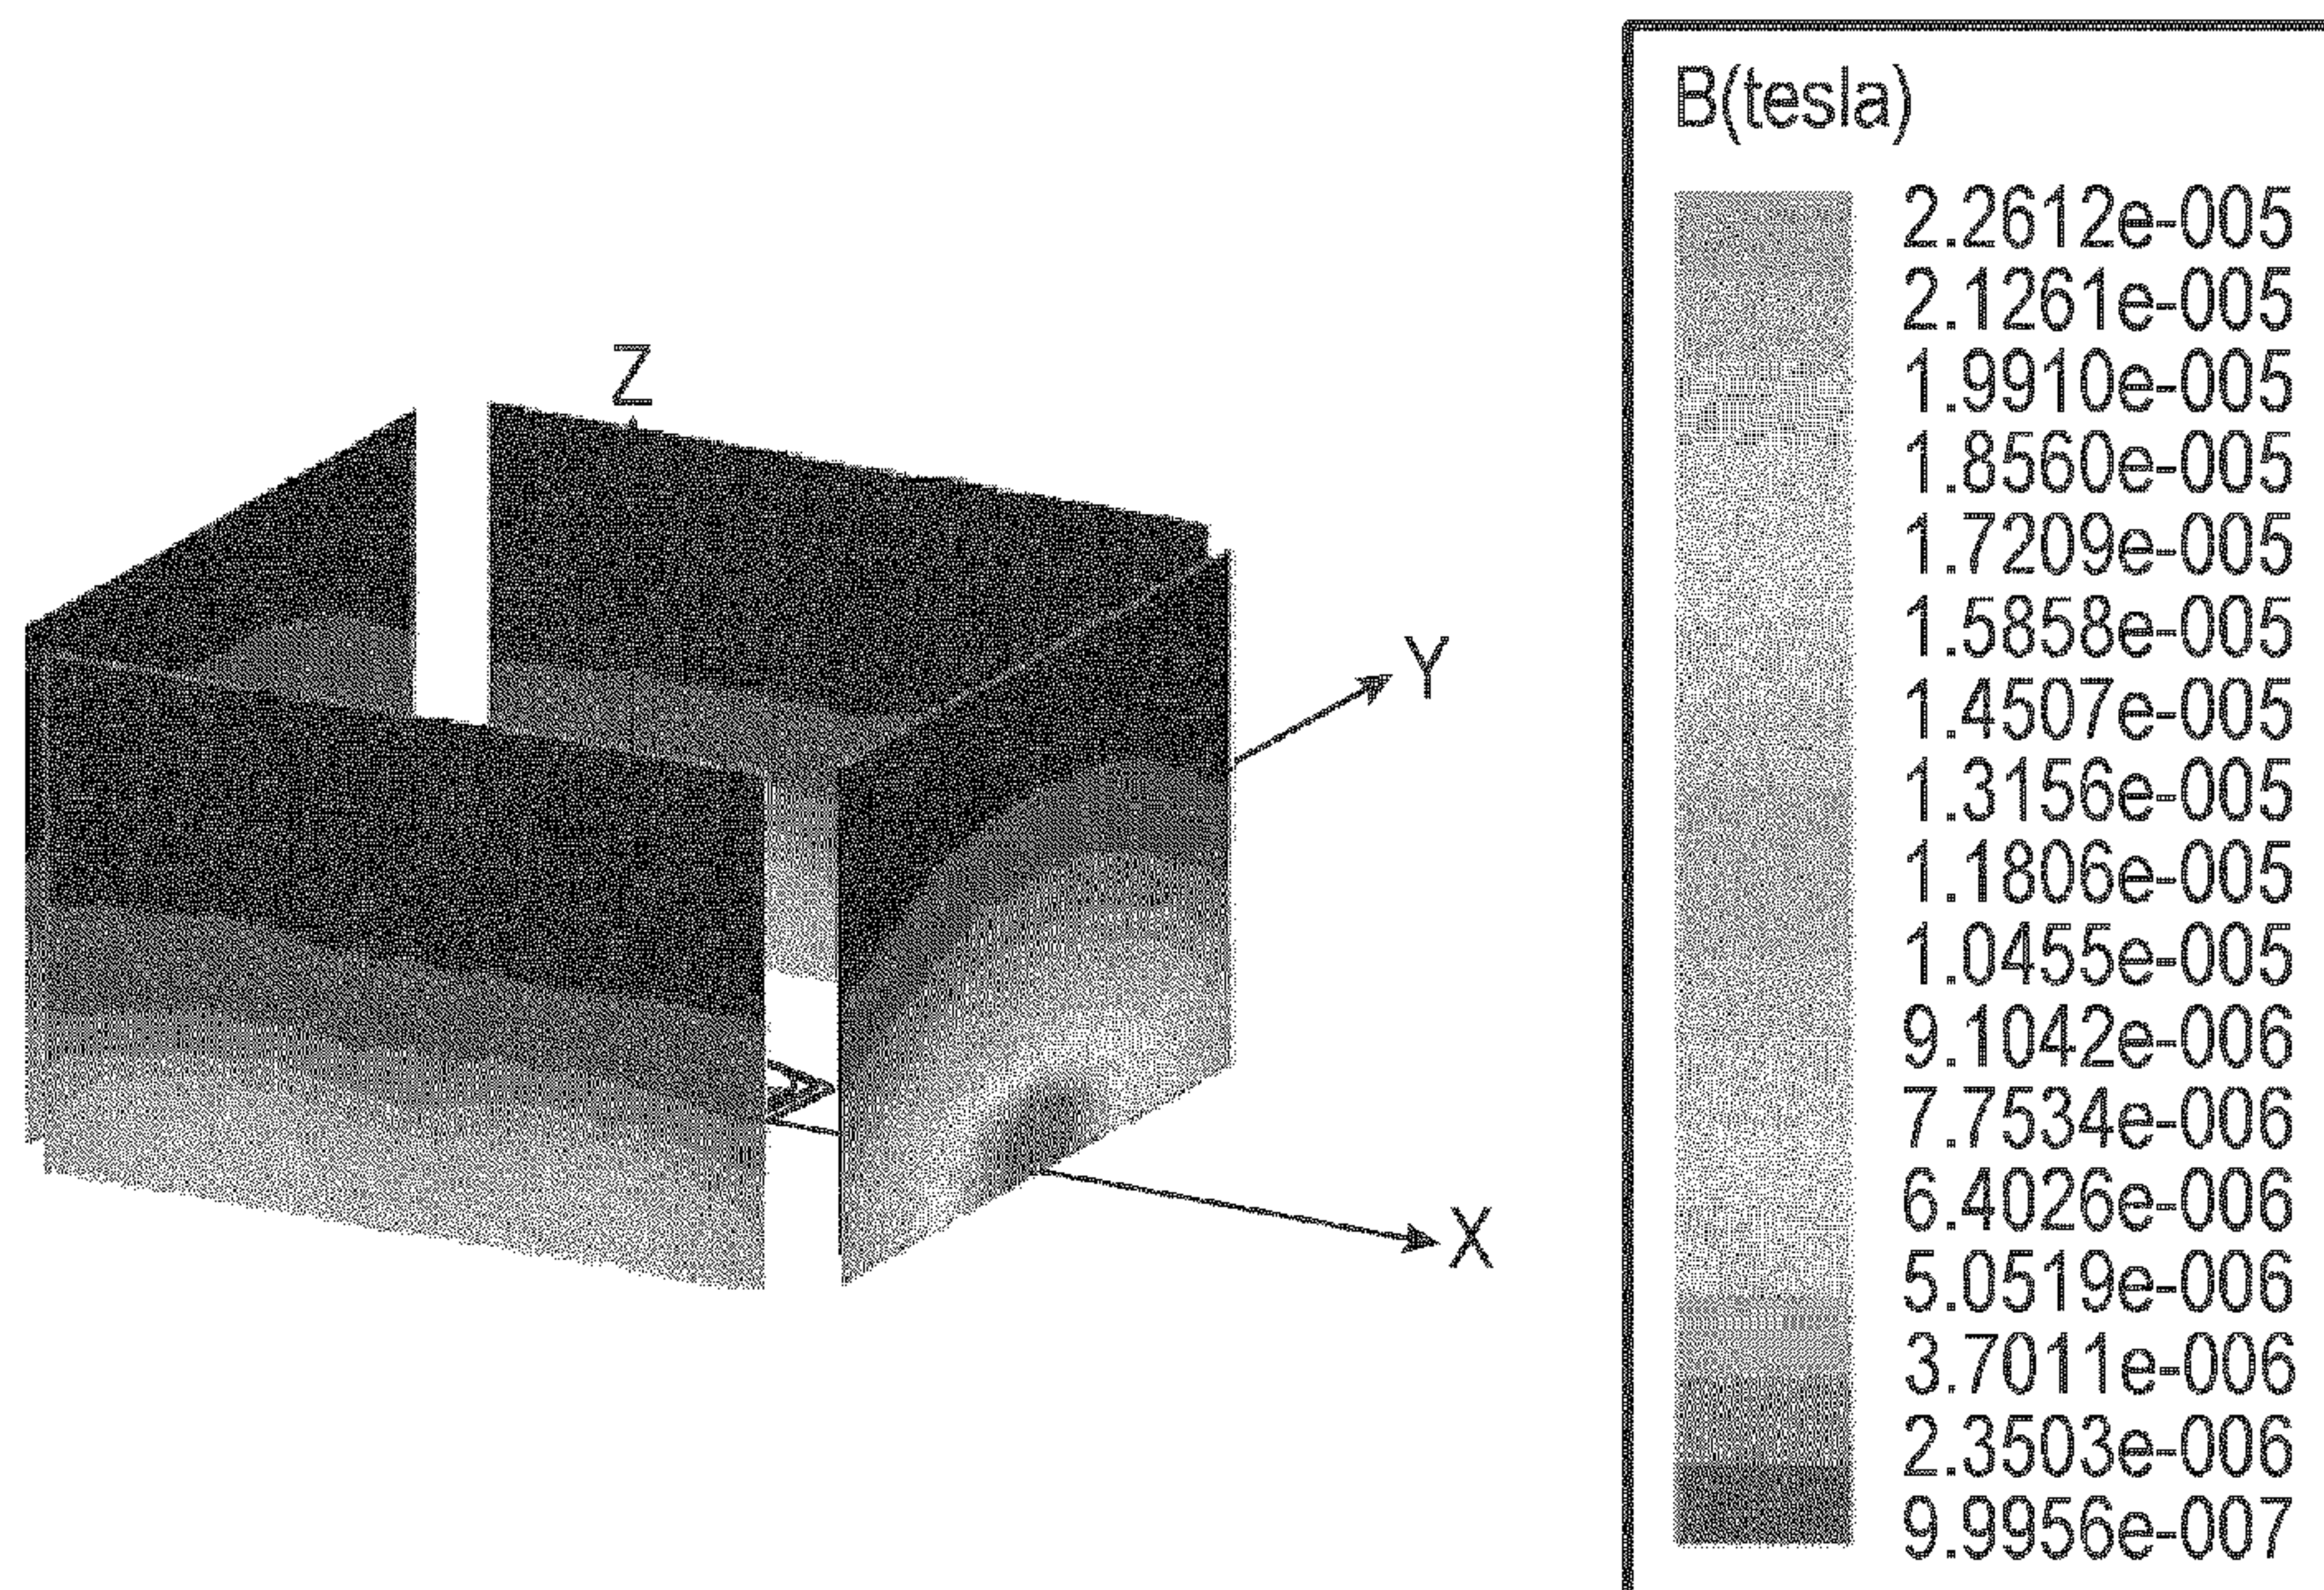 B(tesla)
2.2612e-005
2.1261e-005
1.9910e-005
1.8560e-005
1.7209e-005
1.5858e-005
1.4507e-005
1.3156e-005
1.1806e-005
1.0455e-005
9.1042e-006
7.7534e-006
6.4026e-006
5.0519e-006
3.7011e-006
2.3503e-006
9.9956e-007
Z
Y
X